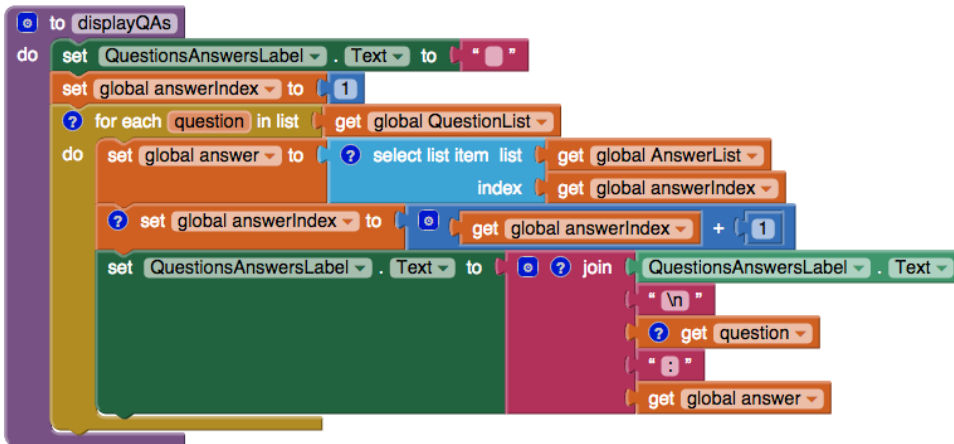 ? to displayQAs
do set QuestionsAnswersLabel . Text to " "
set global answerIndex to 1
? for each question in list get global QuestionList
do set global answer to ? select list item list get global AnswerList
index get global answerIndex
? set global answerIndex to get global answerIndex + 1
set QuestionsAnswersLabel . Text to ? join QuestionsAnswersLabel . Text
" \n "
? get question
" : "
get global answer